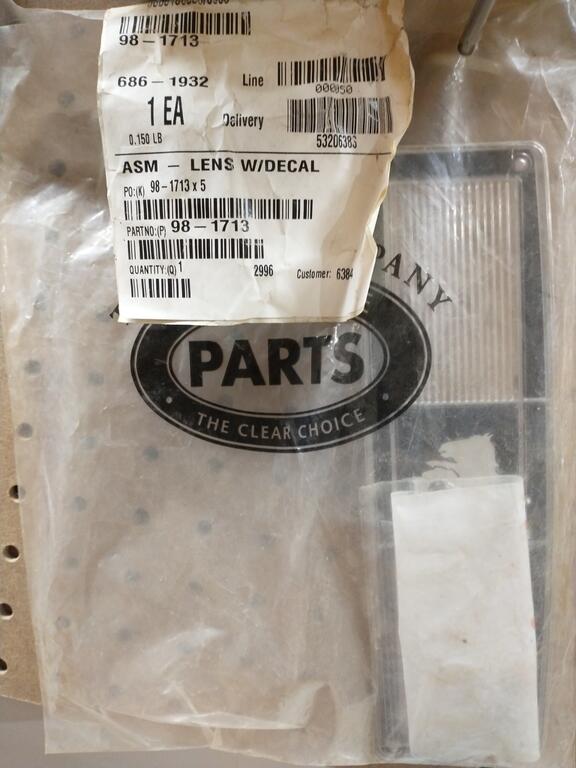 98-1713
686-1932 Line
000050
1 EA Delivery
0.150 LB 53206383
ASM - LENS W/DECAL
PO:(K) 98-1713 x 5
PARTNO:(P) 98-1713
QUANTITY:(Q) 1 2996 Customer: 6384
PANY
PARTS
· THE CLEAR CHOICE ·